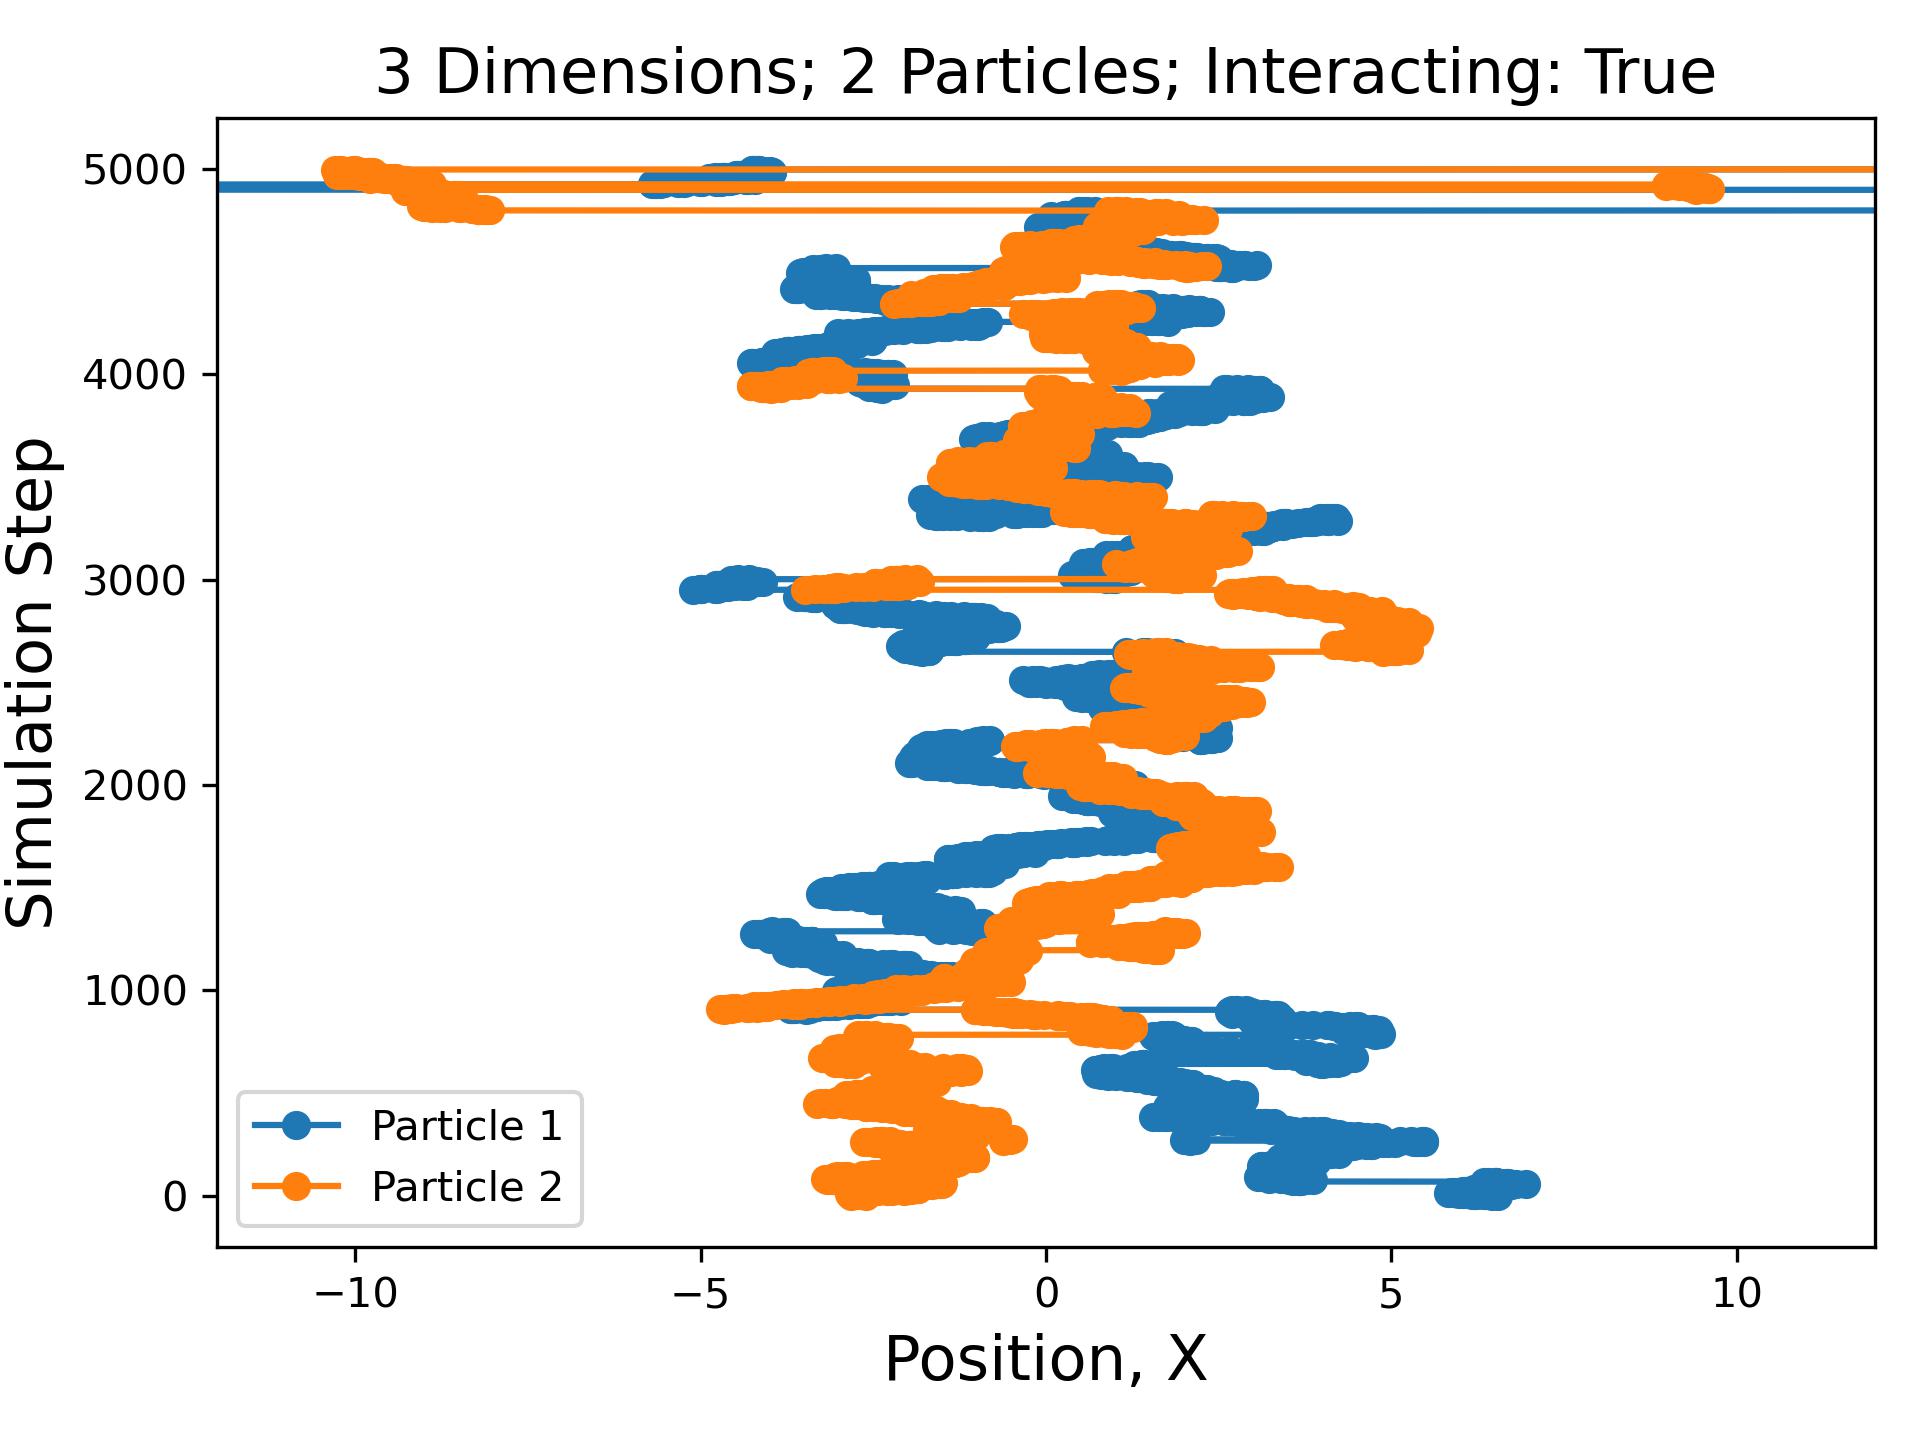 3 Dimensions; 2 Particles; Interacting: True
Simulation Step
5000
4000
3000
2000
1000
0
Particle 1
Particle 2
−10
−5
0
5
10
Position, X